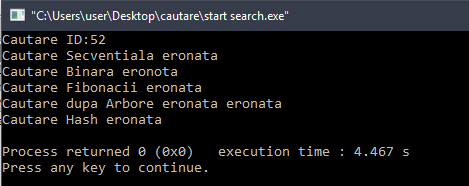 "C:\Users\user\Desktop\cautare\start search.exe"
Cautare ID:52
Cautare Secventiala eronata
Cautare Binara eronota
Cautare Fibonacii eronata
Cautare dupa Arbore eronata eronata
Cautare Hash eronata
Process returned 0 (0x0)   execution time : 4.467 s
Press any key to continue.